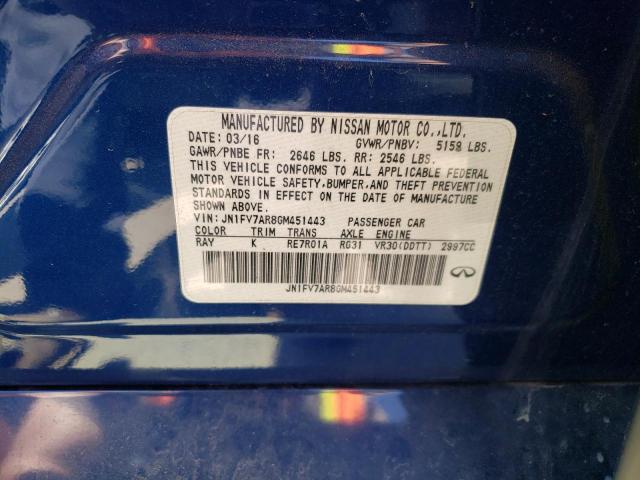 MANUFACTURED BY NISSAN MOTOR CO.,LTD.
DATE: 03/16 GVWR/PNBV: 5158 LBS.
GAWR/PNBE FR: 2646 LBS. RR: 2546 LBS.
THIS VEHICLE CONFORMS TO ALL APPLICABLE FEDERAL
MOTOR VEHICLE SAFETY,BUMPER,AND THEFT PREVENTION
STANDARDS IN EFFECT ON THE DATE OF MANUFACTURE
SHOWN ABOVE.
VIN: JN1FV7AR8GM451443 PASSENGER CAR
COLOR TRIM TRANS AXLE ENGINE
RAY K RE7R01A RG31 VR30(DDTT) 2997CC
JN1FV7AR8GM451443